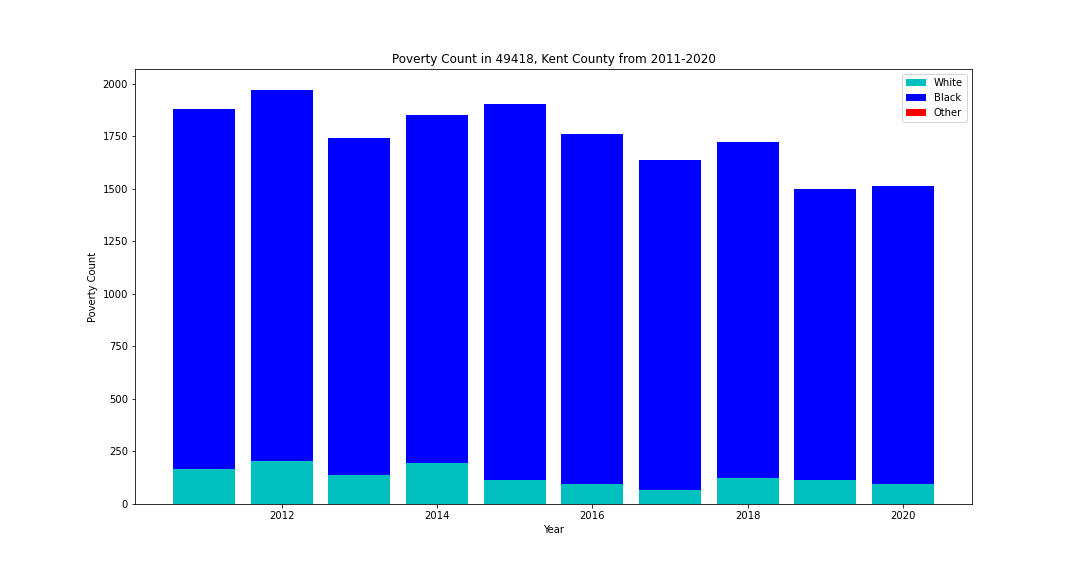 Poverty Count in 49418, Kent County from 2011-2020
White
Black
Other
2000
1750
1500
1250
1000
750
500
250
0
Poverty Count
2012 2014 2016 2018 2020
Year